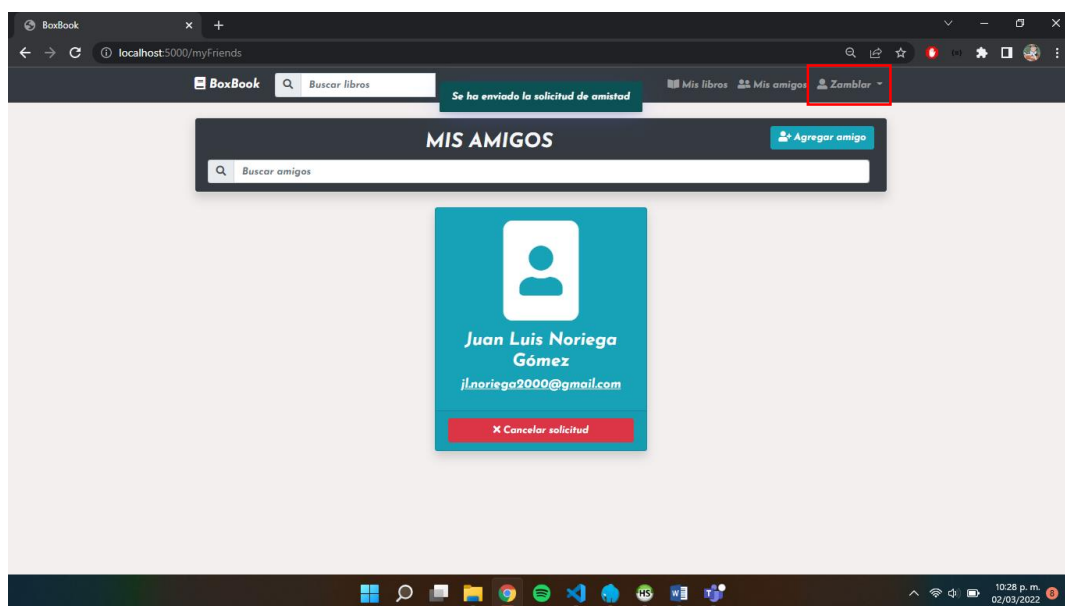 BoxBook
localhost:5000/myFriends
BoxBook
Buscar libros
Se ha enviado la solicitud de amistad
Mis libros
Mis amigos
Zamblar
MIS AMIGOS
Agregar amigo
Buscar amigos
Juan Luis Noriega
Gómez
jl.noriega2000@gmail.com
Cancelar solicitud
HS
10:28 p. m.
02/03/2022
8